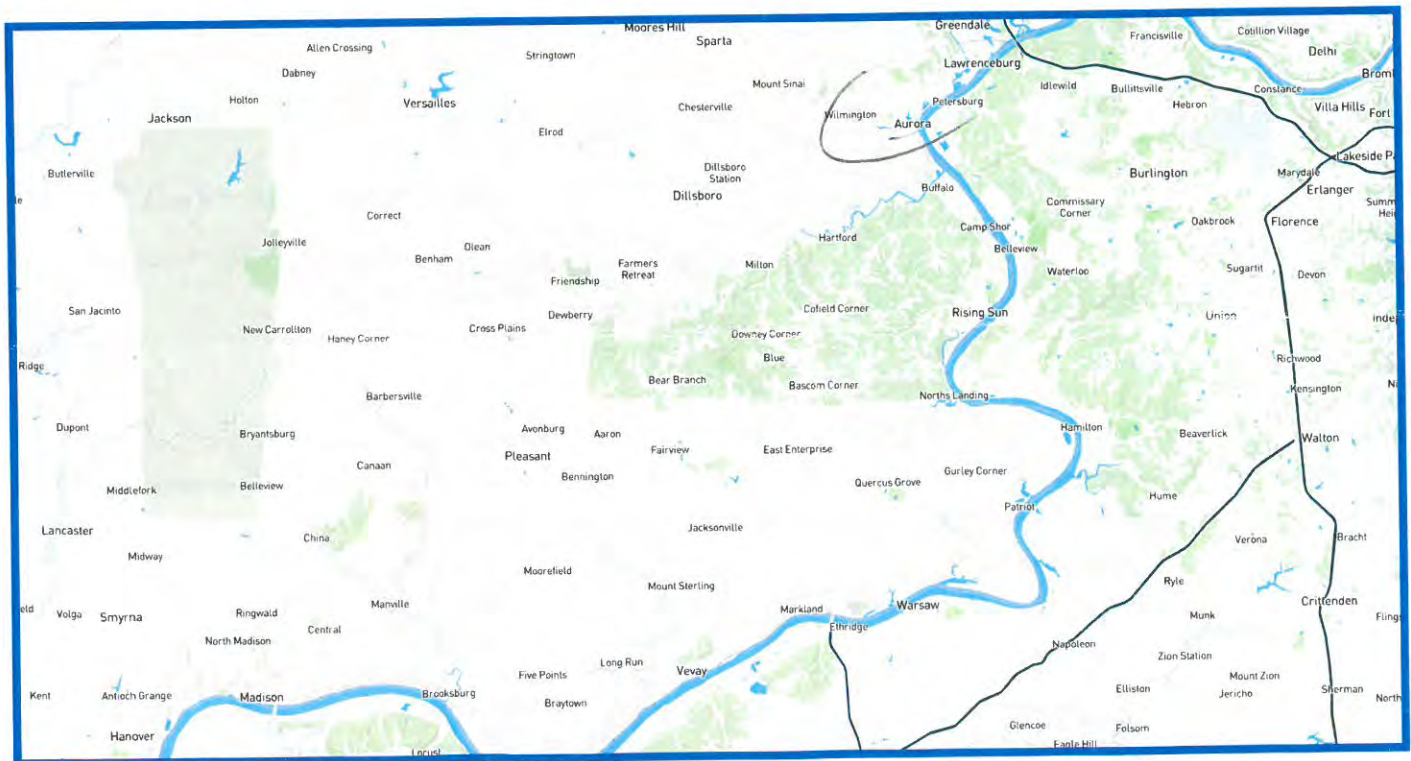 Moores Hill
Greendale
Sparta
Allen Crossing
Stringtown
Francisville
Cotillion Village
Delhi
Dabney
Lawrenceburg
Holton
Versailles
Mount Sinai
Idlewild
Bullittsville
Constance
Jackson
Chesterville
Wilmington
Petersburg
Hebron
Villa Hills
Fort
Elrod
Aurora
Butlerville
Dillsboro
Station
Burlington
Marydale
Lakeside
Erlanger
Dillsboro
Buffalo
Commissary
Corner
Correct
Oakbrook
Florence
Camp Shor
Jolleyville
Olean
Hartford
Belleview
Benham
Farmers
Retreat
Milton
Waterloo
Sugartit
Devon
Friendship
San Jacinto
Dewberry
Cofield Corner
Rising Sun
Union
New Carrollton
Haney Corner
Cross Plains
Downey Corner
Ridge
Blue
Richwood
Bear Branch
Bascom Corner
Kensington
Barbersville
Norths Landing
Dupont
Bryantsburg
Avonburg
Aaron
Hamilton
Beaverlick
Walton
Canaan
Pleasant
Fairview
East Enterprise
Bennington
Gurley Corner
Middlefork
Belleview
Quercus Grove
Hume
Patriot
Lancaster
China
Jacksonville
Verona
Bracht
Midway
Moorefield
Mount Sterling
Ryle
Volga
Smyrna
Ringwald
Manville
Markland
Warsaw
Munk
Crittenden
North Madison
Central
Ethridge
Napoleon
Zion Station
Five Points
Long Run
Vevay
Mount Zion
Kent
Antioch Grange
Madison
Brooksburg
Braytown
Elliston
Jericho
Sherman
North
Hanover
Glencoe
Folsom
Locust
Eagle Hill